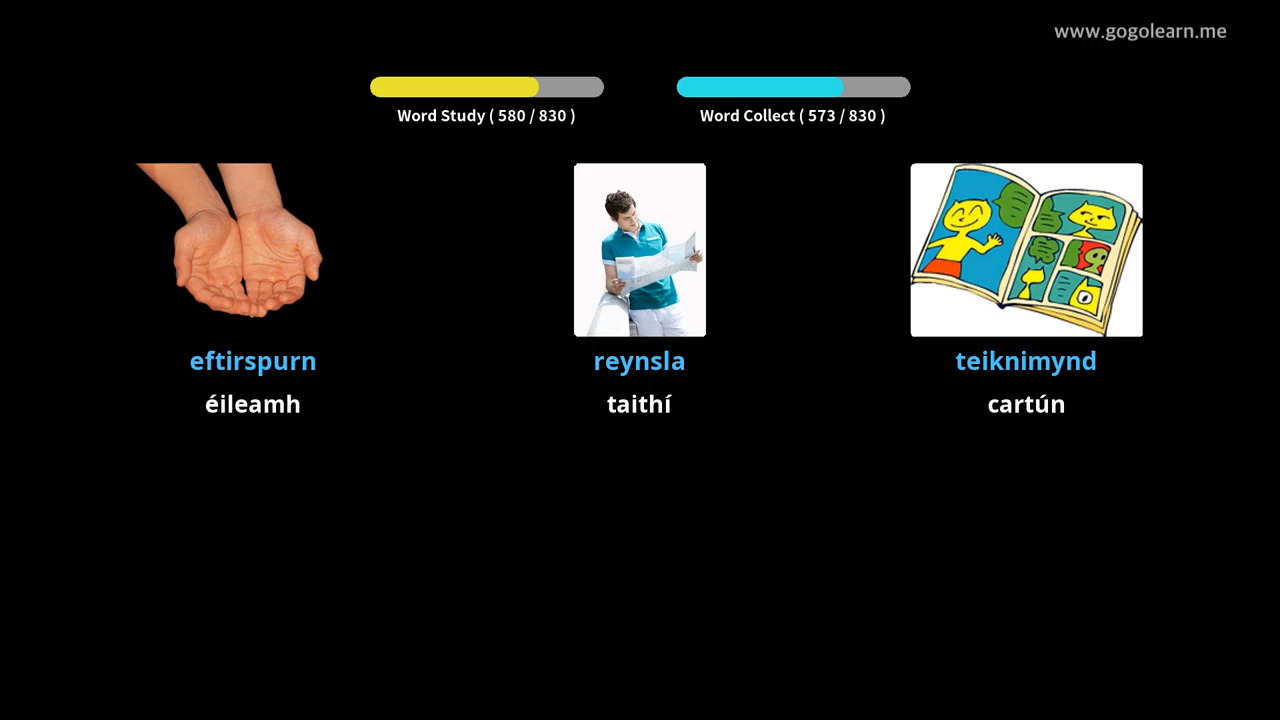 www.gogolearn.me
Word Study ( 580 / 830 )
Word Collect ( 573 / 830 )
eftirspurn
reynsla
teiknimynd
éileamh
taithí
cartún